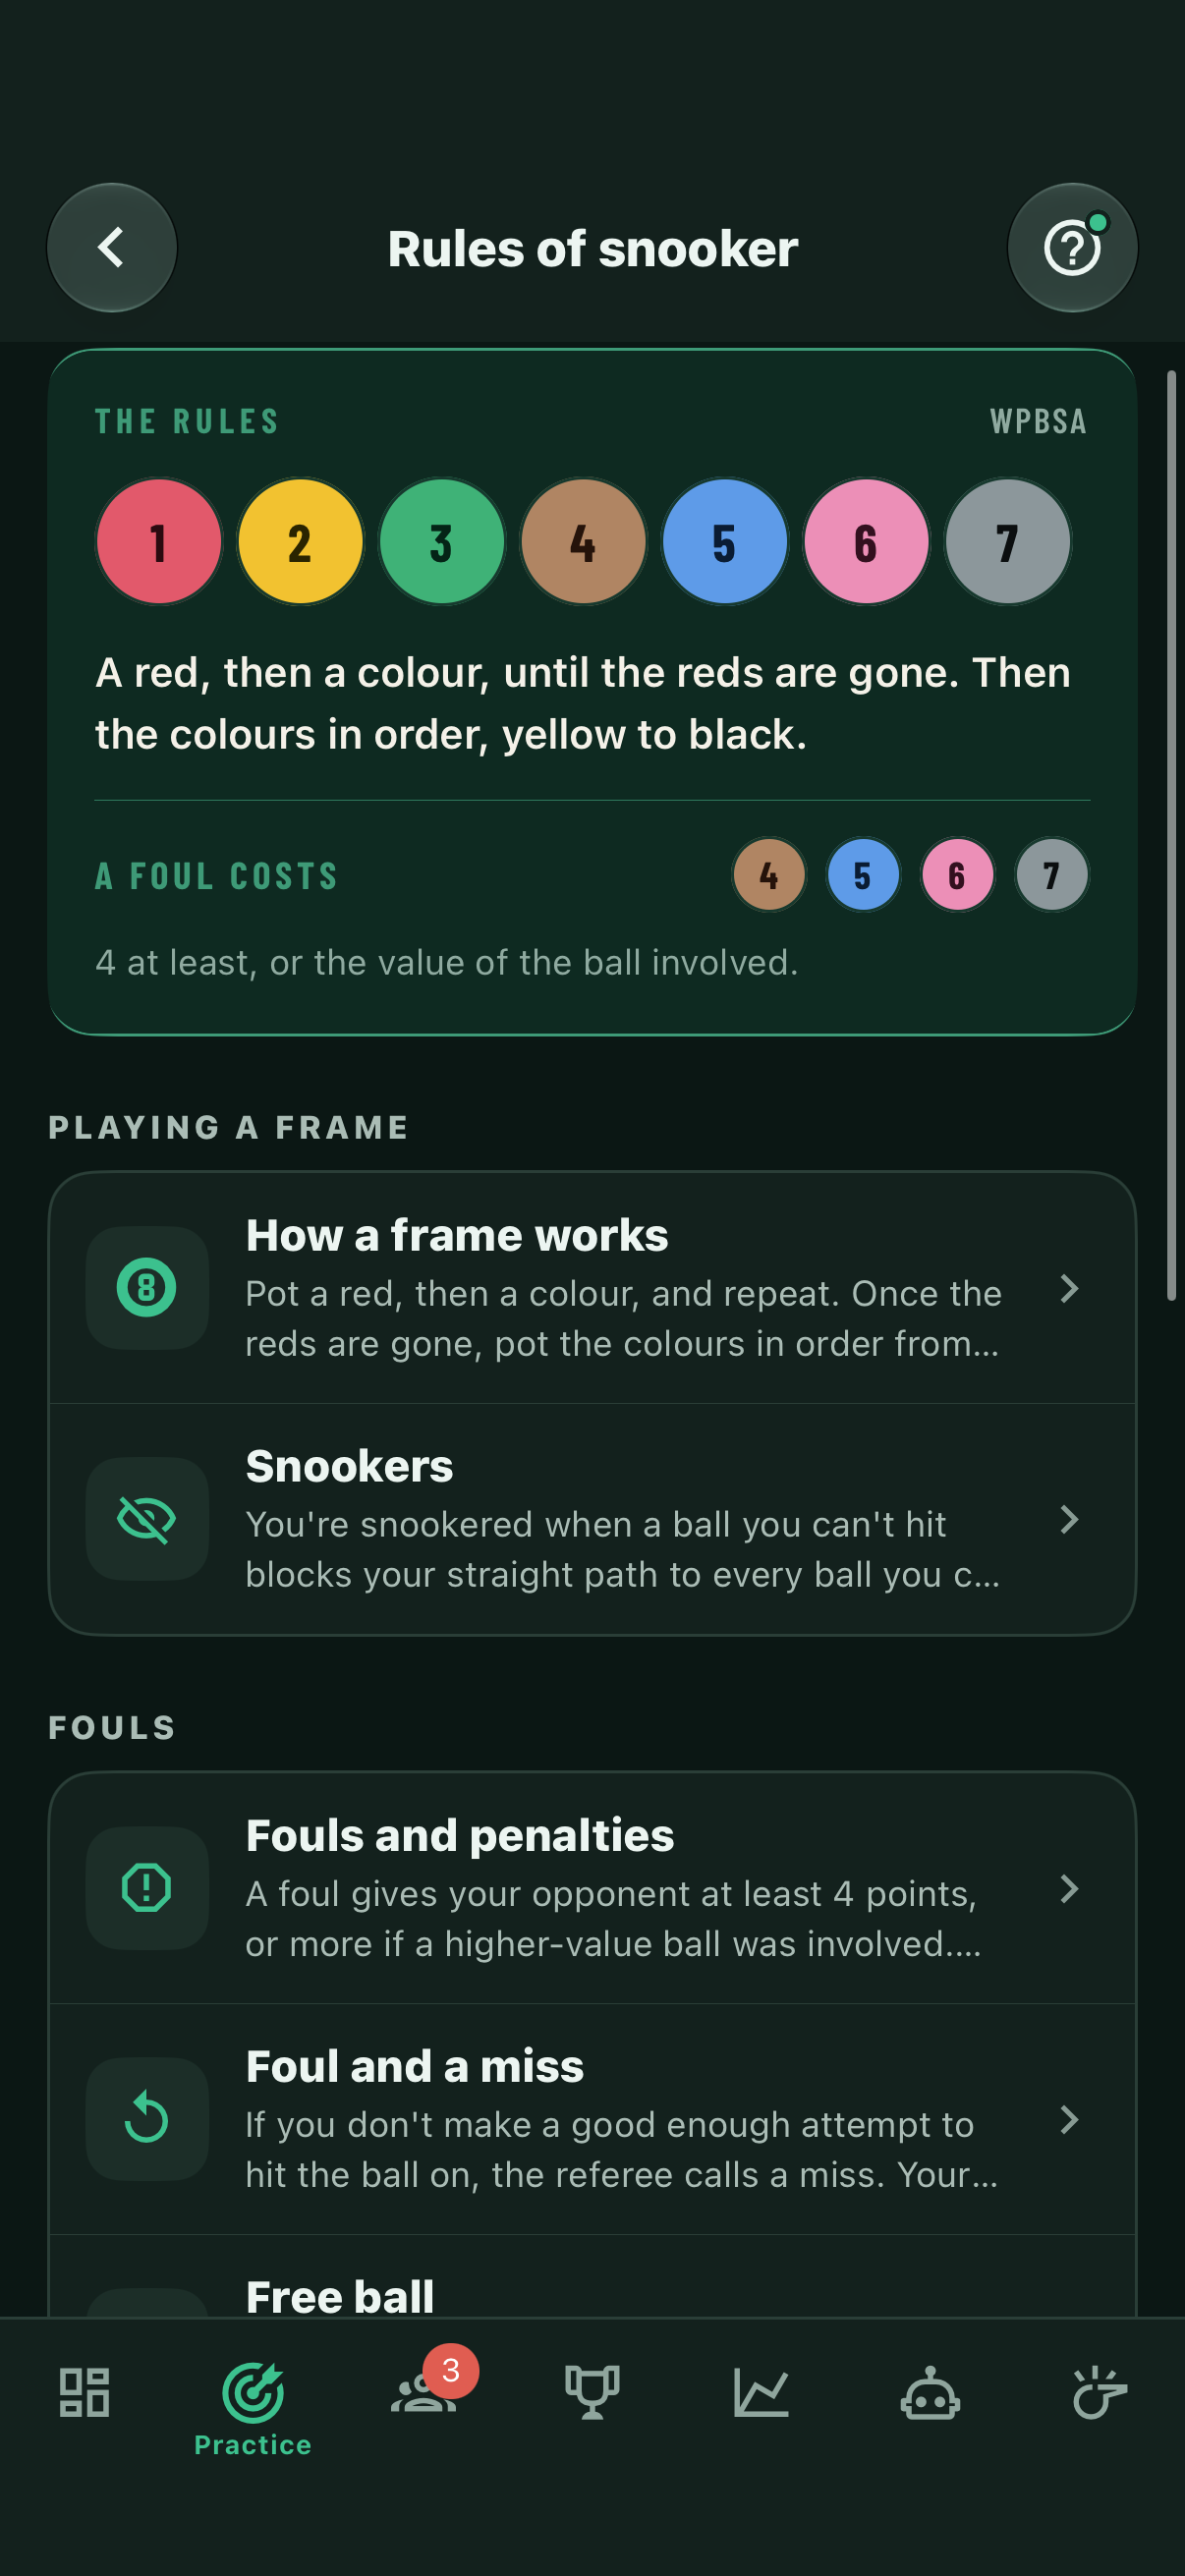 Rules of snooker
THE RULES
WPBSA
1 2 3 4 5 6 7
A red, then a colour, until the reds are gone. Then
the colours in order, yellow to black.
A FOUL COSTS
4 5 6 7
4 at least, or the value of the ball involved.
PLAYING A FRAME
How a frame works
8
Pot a red, then a colour, and repeat. Once the
reds are gone, pot the colours in order from...
Snookers
You're snookered when a ball you can't hit
blocks your straight path to every ball you c...
FOULS
Fouls and penalties
A foul gives your opponent at least 4 points,
or more if a higher-value ball was involved....
Foul and a miss
If you don't make a good enough attempt to
hit the ball on, the referee calls a miss. Your...
Free ball
3
Practice